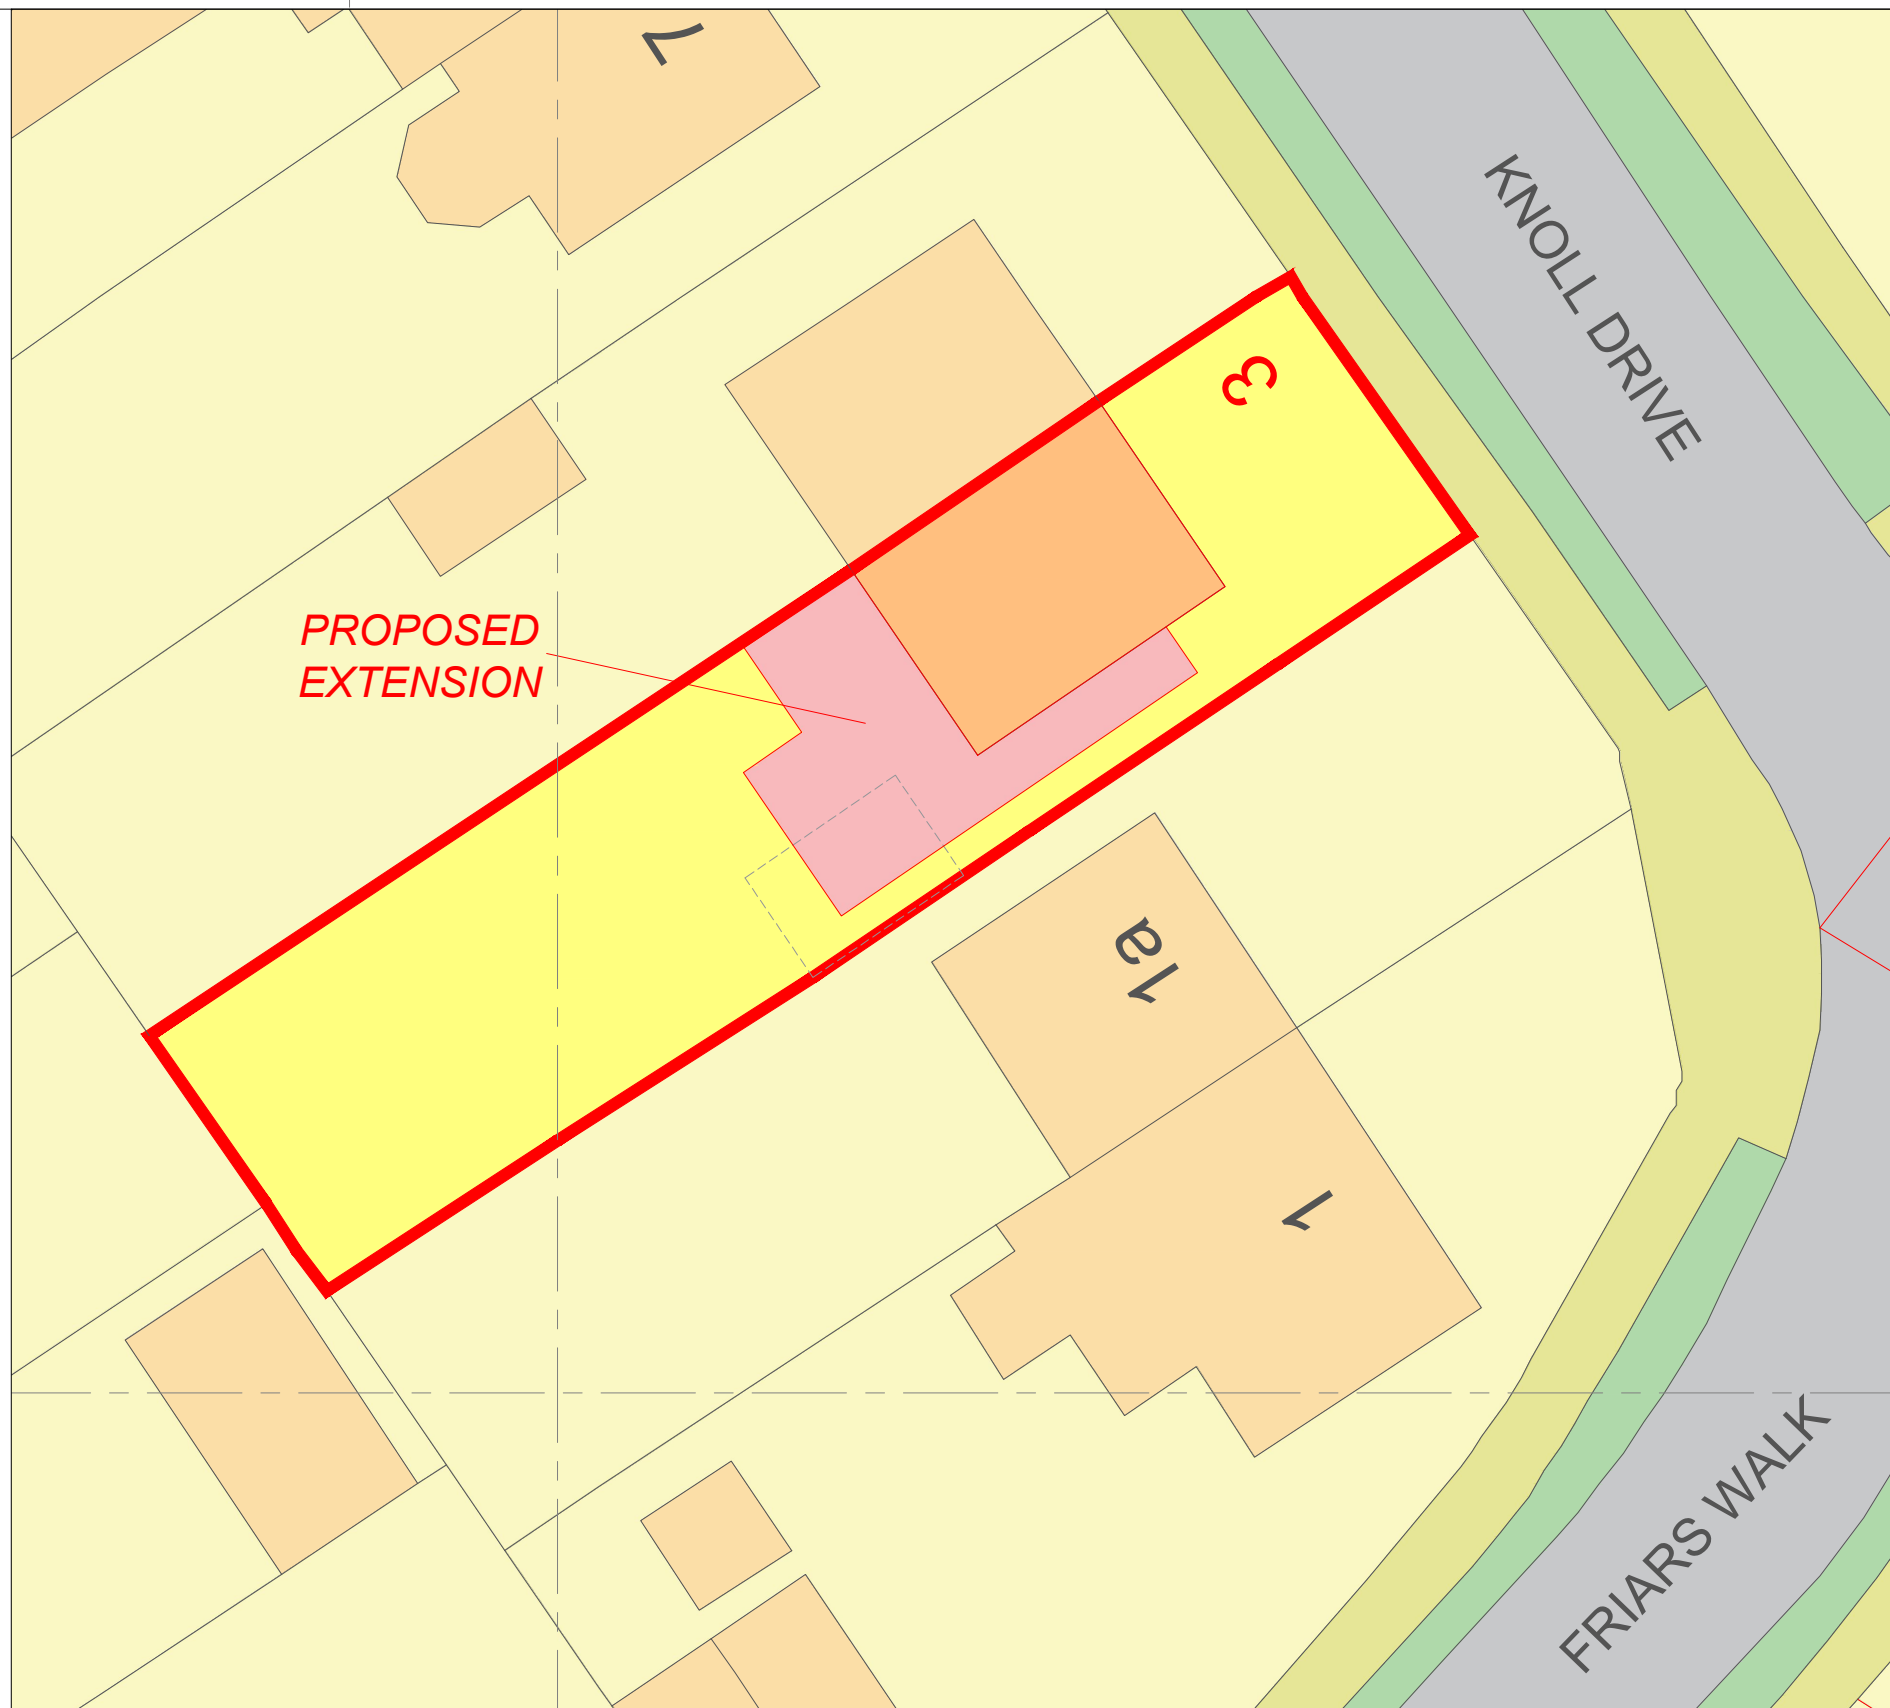 7
KNOLL DRIVE
3
PROPOSED
EXTENSION
1a
1
FRIARS WALK